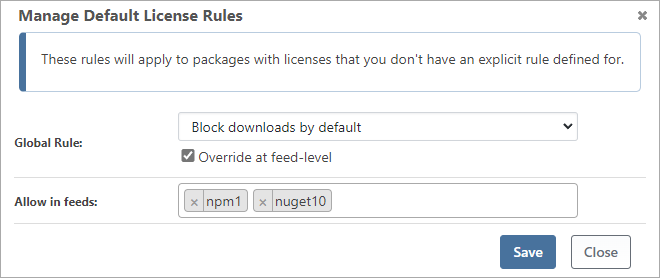 Manage Default License Rules
These rules will apply to packages with licenses that you don't have an explicit rule defined for.
Global Rule:
Block downloads by default
Override at feed-level
Allow in feeds:
× npm1 × nuget10
Save Close